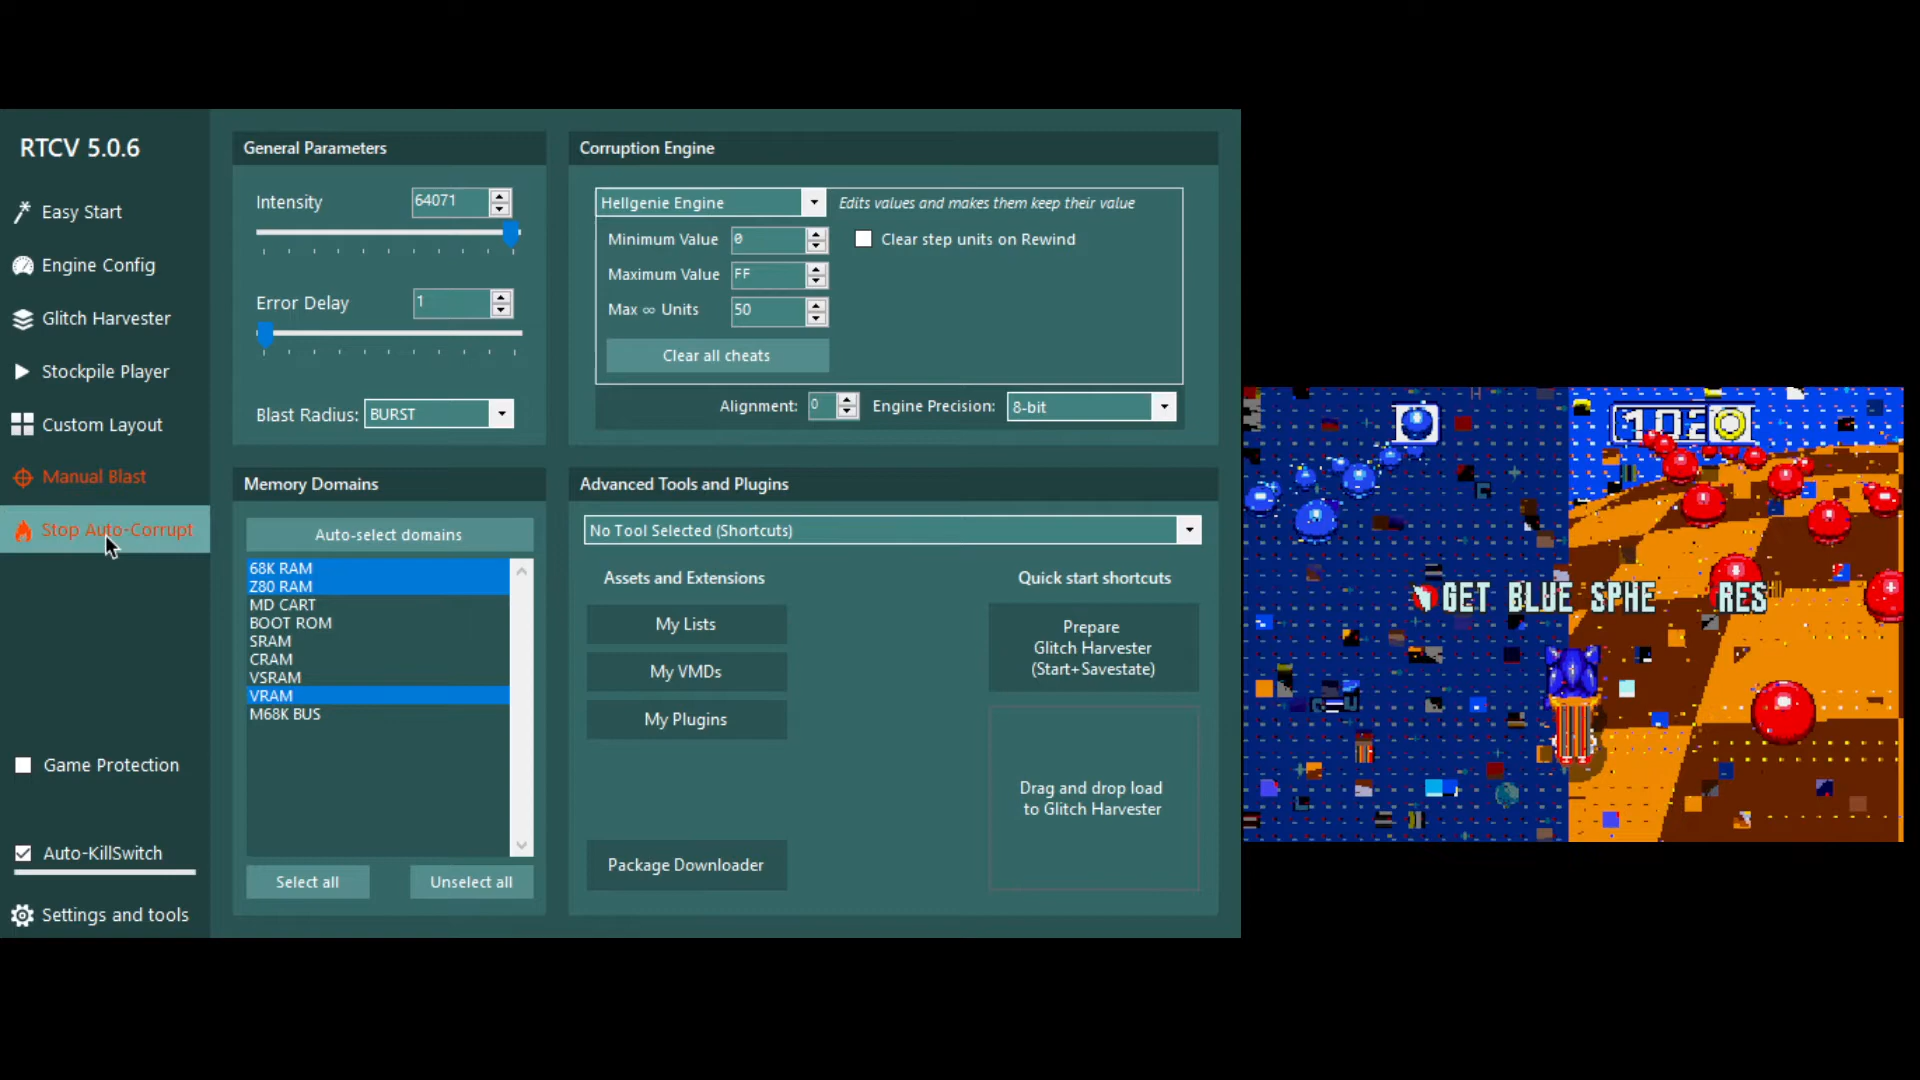 RTCV 5.0.6
Easy Start
Engine Config
Glitch Harvester
Stockpile Player
Custom Layout
Manual Blast
Stop Auto-Corrupt
Game Protection
Auto-KillSwitch
Settings and tools
General Parameters
Intensity 64071
Error Delay 1
Blast Radius: BURST
Corruption Engine
Hellgenie Engine Edits values and makes them keep their value
Minimum Value 0 Clear step units on Rewind
Maximum Value FF
Max ∞ Units 50
Clear all cheats
Alignment: 0 Engine Precision: 8-bit
Memory Domains
Auto-select domains
68K RAM
Z80 RAM
MD CART
BOOT ROM
SRAM
CRAM
VSRAM
VRAM
M68K BUS
Select all Unselect all
Advanced Tools and Plugins
No Tool Selected (Shortcuts)
Assets and Extensions
My Lists
My VMDs
My Plugins
Package Downloader
Quick start shortcuts
Prepare
Glitch Harvester
(Start+Savestate)
Drag and drop load
to Glitch Harvester
102
GET BLUE SPHE RES